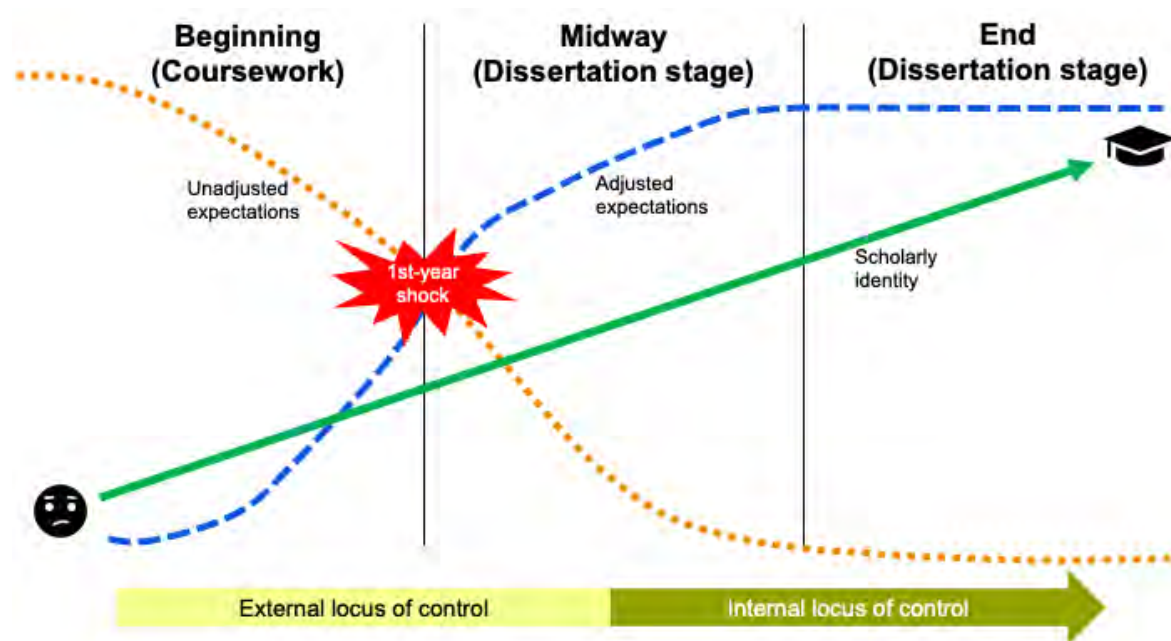 Beginning
(Coursework)
Midway
(Dissertation stage)
End
(Dissertation stage)
Unadjusted
expectations
Adjusted
expectations
1st-year
shock
Scholarly
identity
External locus of control
Internal locus of control